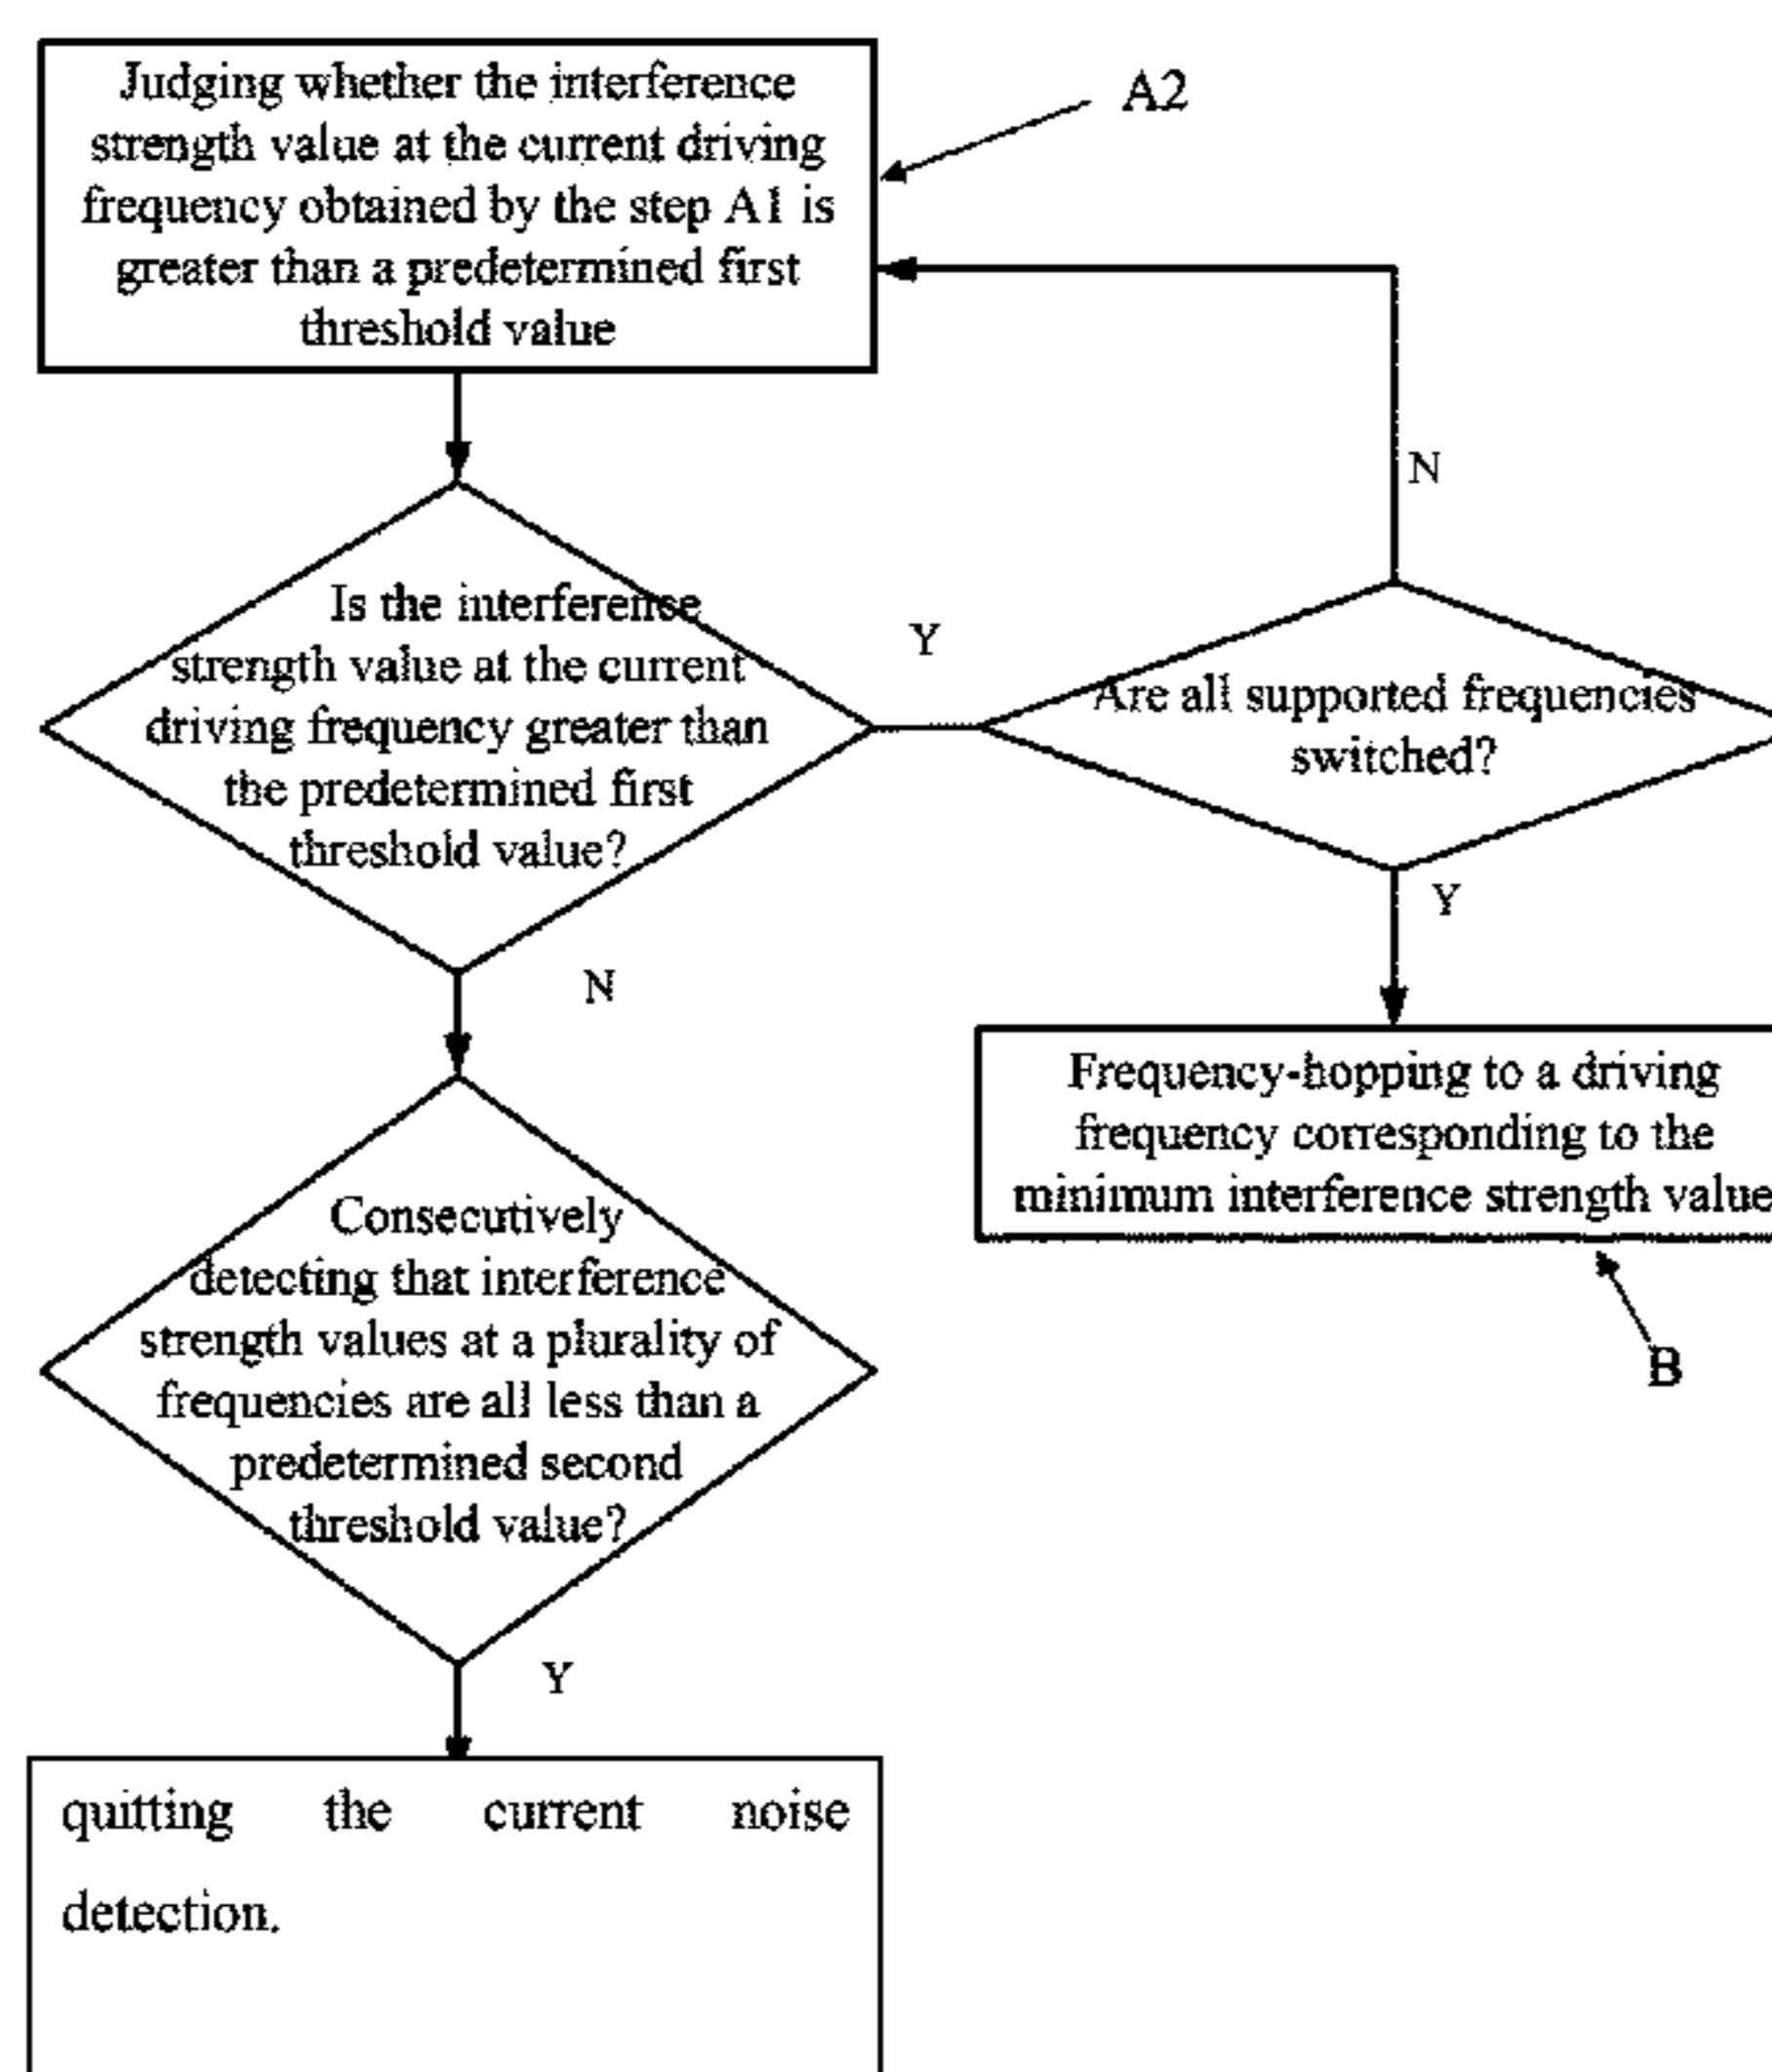 Judging whether the interference
strength value at the current driving
frequency obtained by the step A1 is
greater than a predetermined first
threshold value
A2
N
Is the interference
strength value at the current
driving frequency greater than
the predetermined first
threshold value?
Y
Are all supported frequencies
switched?
Y
N
Frequency-hopping to a driving
frequency corresponding to the
minimum interference strength value
B
Consecutively
detecting that interference
strength values at a plurality of
frequencies are all less than a
predetermined second
threshold value?
Y
quitting the current noise
detection.